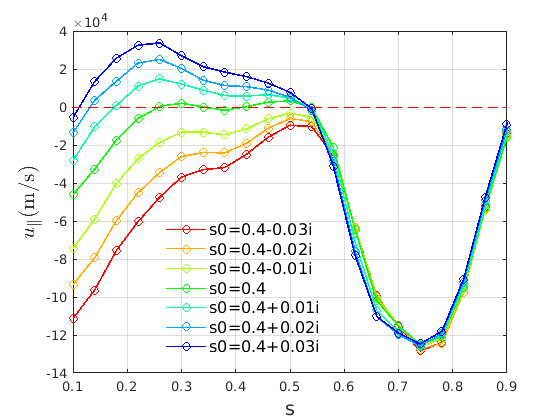 ×10⁴
4
2
0
-2
-4
-6
-8
-10
-12
-14
u∥(m/s)
s0=0.4-0.03i
s0=0.4-0.02i
s0=0.4-0.01i
s0=0.4
s0=0.4+0.01i
s0=0.4+0.02i
s0=0.4+0.03i
0.1 0.2 0.3 0.4 0.5 0.6 0.7 0.8 0.9
s